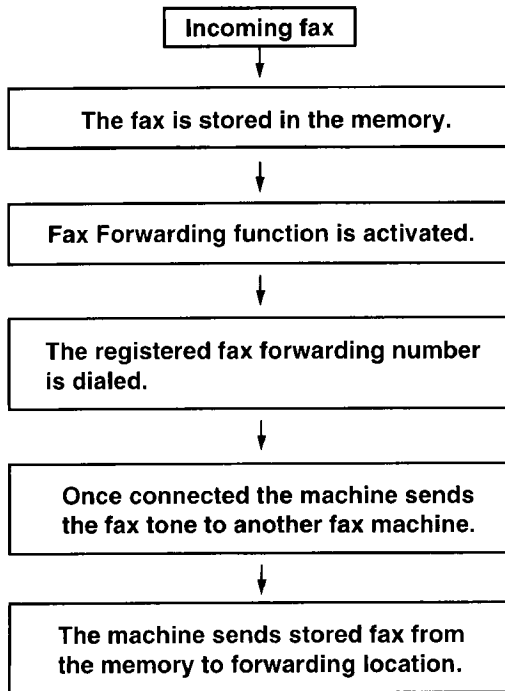 Incoming fax
The fax is stored in the memory.
Fax Forwarding function is activated.
The registered fax forwarding number
is dialed.
Once connected the machine sends
the fax tone to another fax machine.
The machine sends stored fax from
the memory to forwarding location.